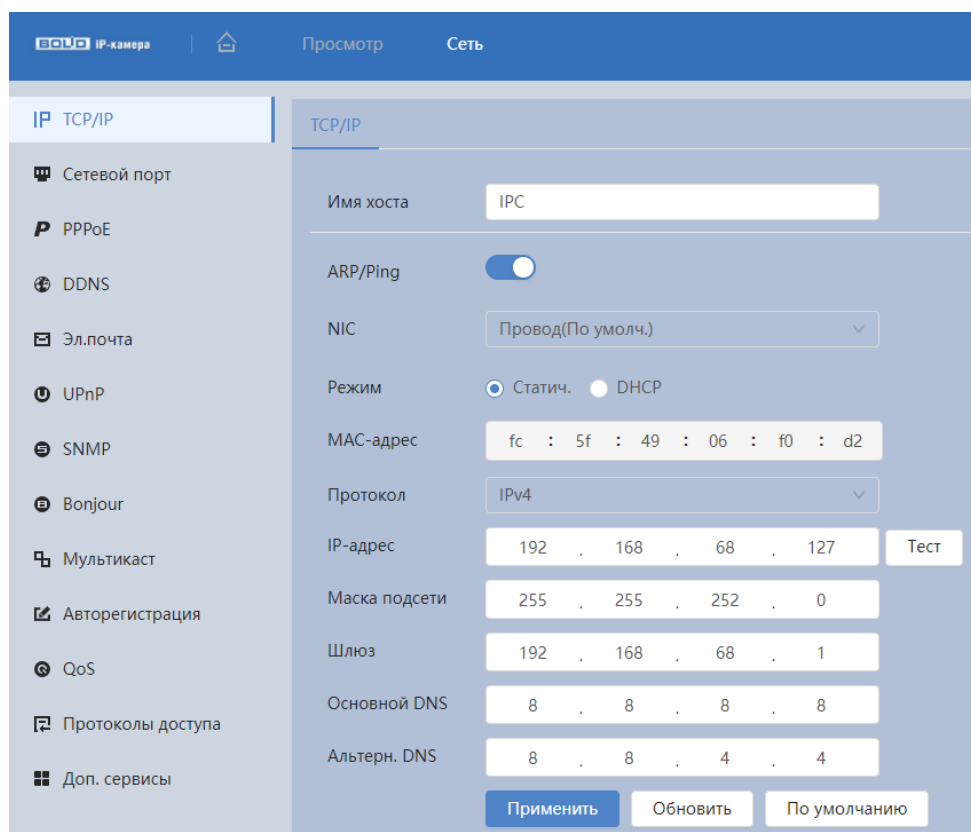 BOLID IP-камера
Просмотр
Сеть
TCP/IP
Сетевой порт
PPPoE
DDNS
Эл.почта
UPnP
SNMP
Bonjour
Мультикаст
Авторегистрация
QoS
Протоколы доступа
Доп. сервисы
TCP/IP
Имя хоста IPC
ARP/Ping
NIC Провод(По умолч.)
Режим Статич. DHCP
MAC-адрес fc : 5f : 49 : 06 : f0 : d2
Протокол IPv4
IP-адрес 192 . 168 . 68 . 127 Тест
Маска подсети 255 . 255 . 252 . 0
Шлюз 192 . 168 . 68 . 1
Основной DNS 8 . 8 . 8 . 8
Альтерн. DNS 8 . 8 . 4 . 4
Применить Обновить По умолчанию